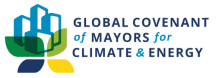 GLOBAL COVENANT
of MAYORS for
CLIMATE & ENERGY